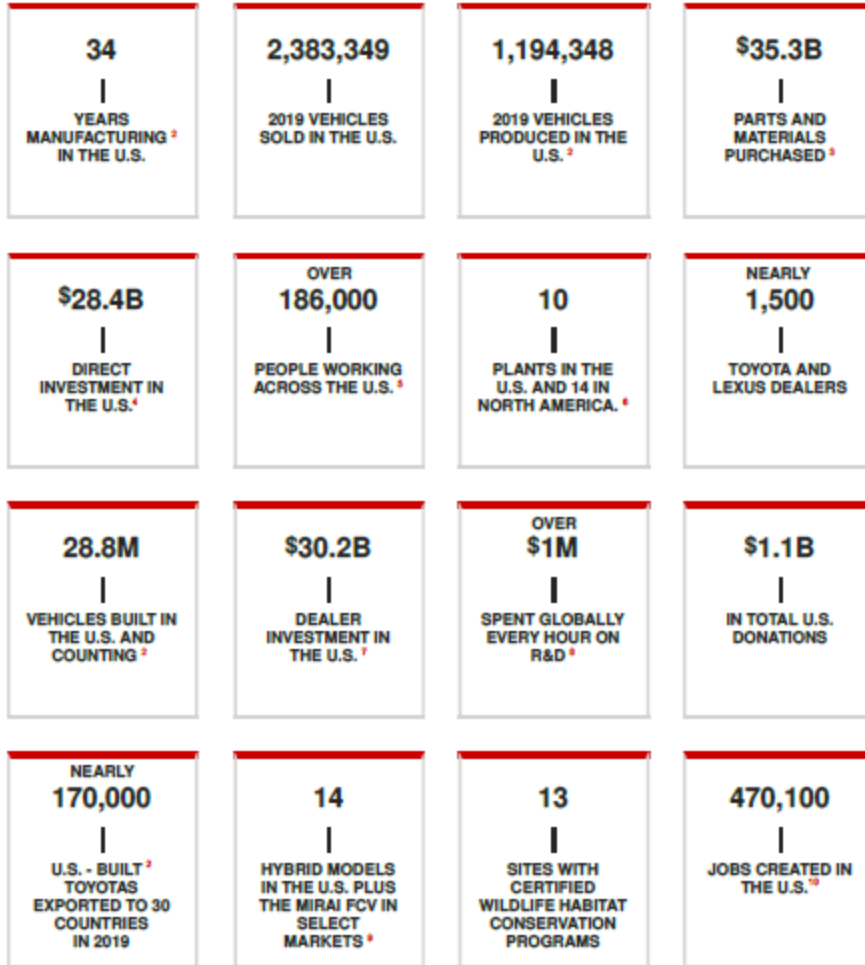 34
YEARS
MANUFACTURING ²
IN THE U.S.
2,383,349
2019 VEHICLES
SOLD IN THE U.S.
1,194,348
2019 VEHICLES
PRODUCED IN THE
U.S. ²
$35.3B
PARTS AND
MATERIALS
PURCHASED ³
$28.4B
DIRECT
INVESTMENT IN
THE U.S.⁴
OVER
186,000
PEOPLE WORKING
ACROSS THE U.S. ⁵
10
PLANTS IN THE
U.S. AND 14 IN
NORTH AMERICA. ⁶
NEARLY
1,500
TOYOTA AND
LEXUS DEALERS
28.8M
VEHICLES BUILT IN
THE U.S. AND
COUNTING ²
$30.2B
DEALER
INVESTMENT IN
THE U.S. ⁷
OVER
$1M
SPENT GLOBALLY
EVERY HOUR ON
R&D ⁸
$1.1B
IN TOTAL U.S.
DONATIONS
NEARLY
170,000
U.S. - BUILT ²
TOYOTAS
EXPORTED TO 30
COUNTRIES
IN 2019
14
HYBRID MODELS
IN THE U.S. PLUS
THE MIRAI FCV IN
SELECT
MARKETS ⁹
13
SITES WITH
CERTIFIED
WILDLIFE HABITAT
CONSERVATION
PROGRAMS
470,100
JOBS CREATED IN
THE U.S.¹⁰